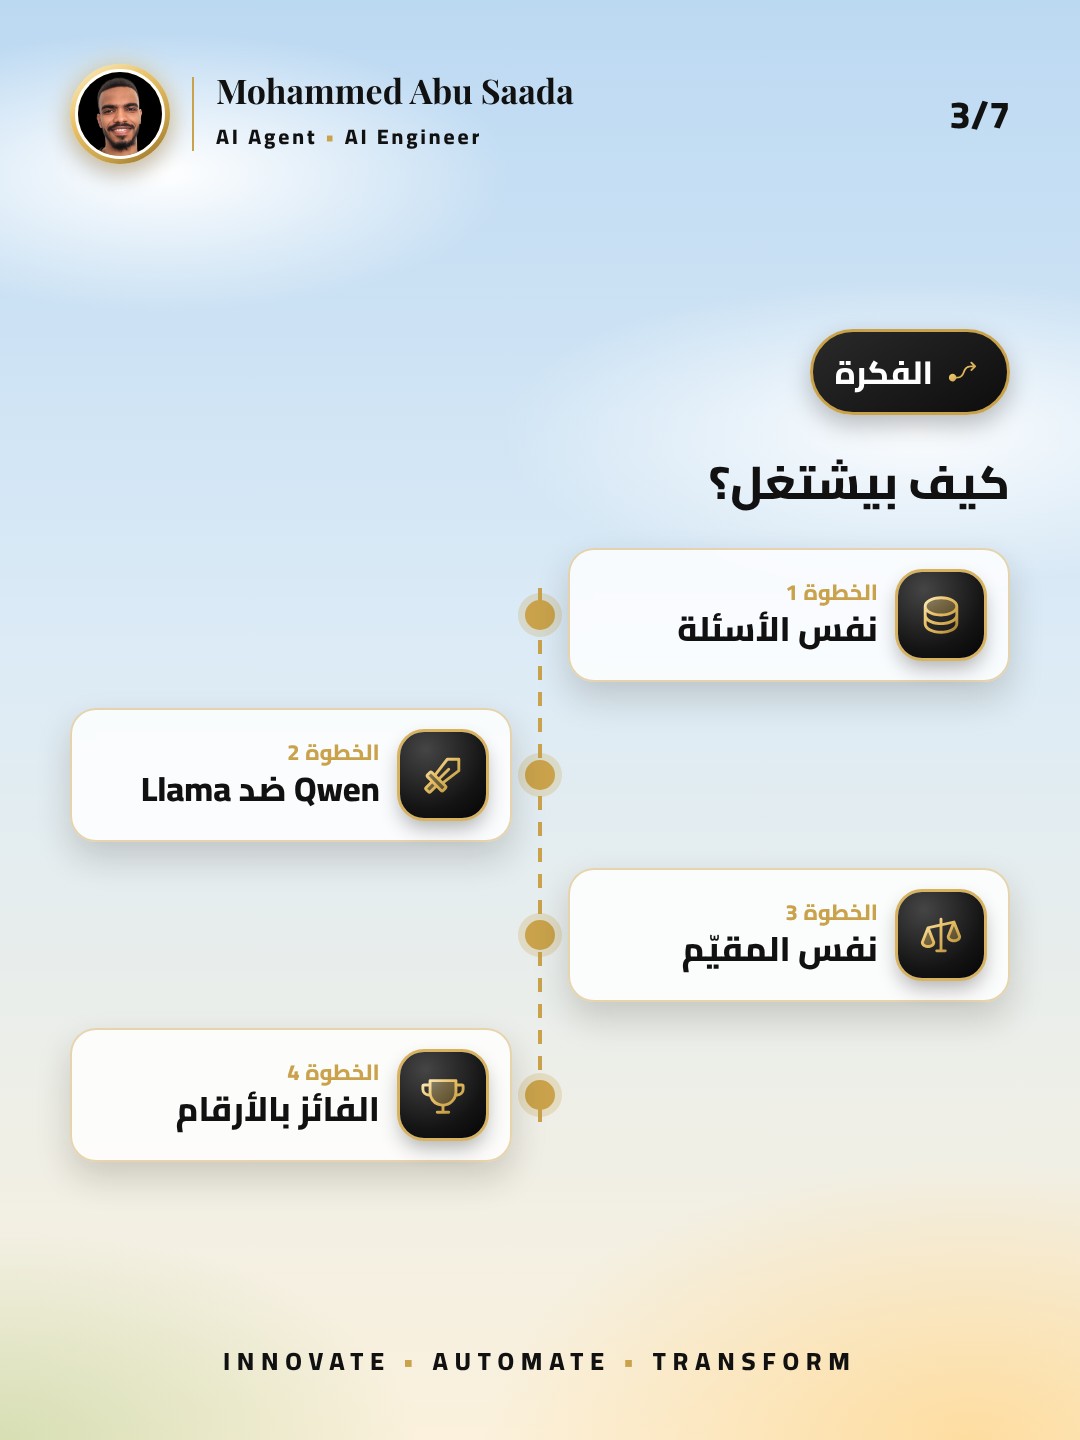 Mohammed Abu Saada
AI Agent ▪ AI Engineer
3/7
الفكرة
كيف بيشتغل؟
الخطوة 1
نفس الأسئلة
الخطوة 2
Qwen ضد Llama
الخطوة 3
نفس المقيّم
الخطوة 4
الفائز بالأرقام
INNOVATE ▪ AUTOMATE ▪ TRANSFORM